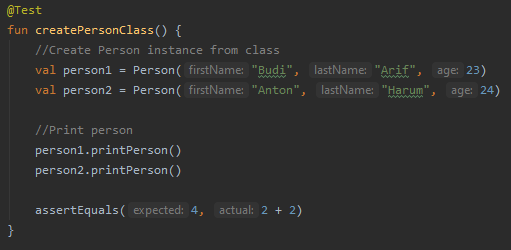 @Test
fun createPersonClass() {
//Create Person instance from class
val person1 = Person( firstName: "Budi", lastName: "Arif", age: 23)
val person2 = Person( firstName: "Anton", lastName: "Harum", age: 24)
//Print person
person1.printPerson()
person2.printPerson()
assertEquals( expected: 4, actual: 2 + 2)
}